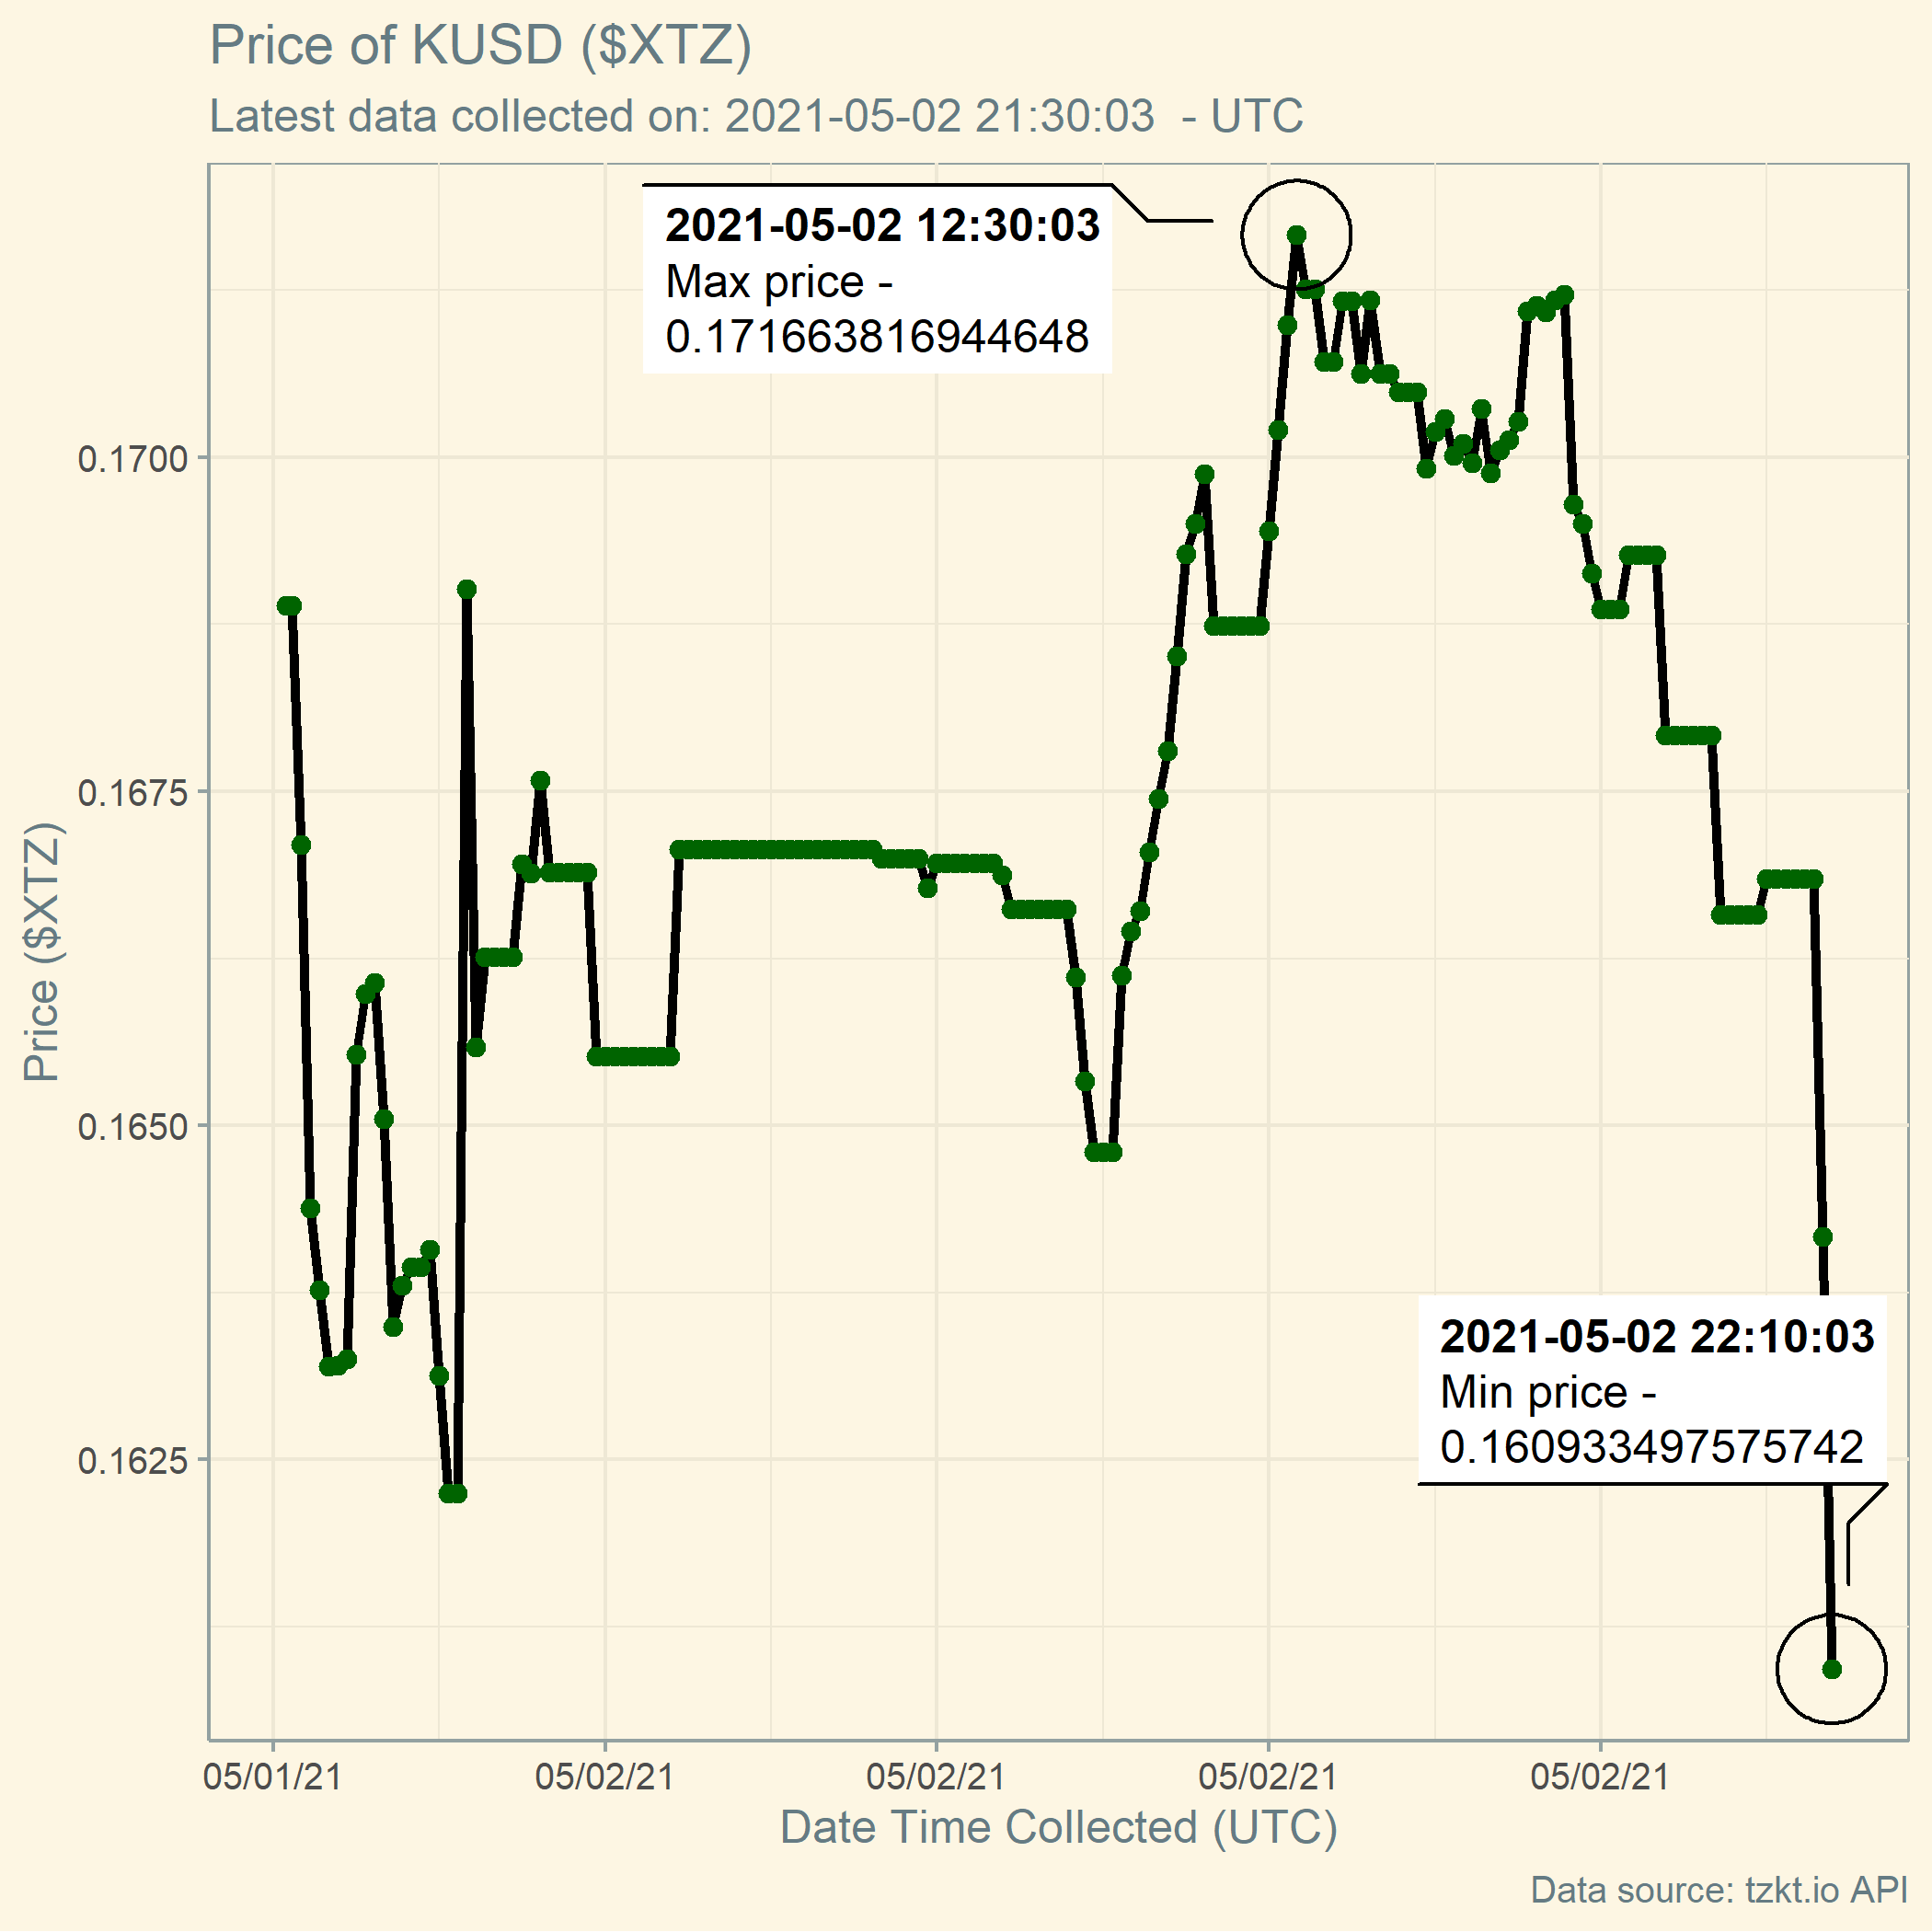 Price of KUSD ($XTZ)
Latest data collected on: 2021-05-02 21:30:03  - UTC
2021-05-02 12:30:03
Max price -
0.171663816944648
0.1700
0.1675
0.1650
0.1625
Price ($XTZ)
2021-05-02 22:10:03
Min price -
0.160933497575742
05/01/21
05/02/21
05/02/21
05/02/21
05/02/21
Date Time Collected (UTC)
Data source: tzkt.io API